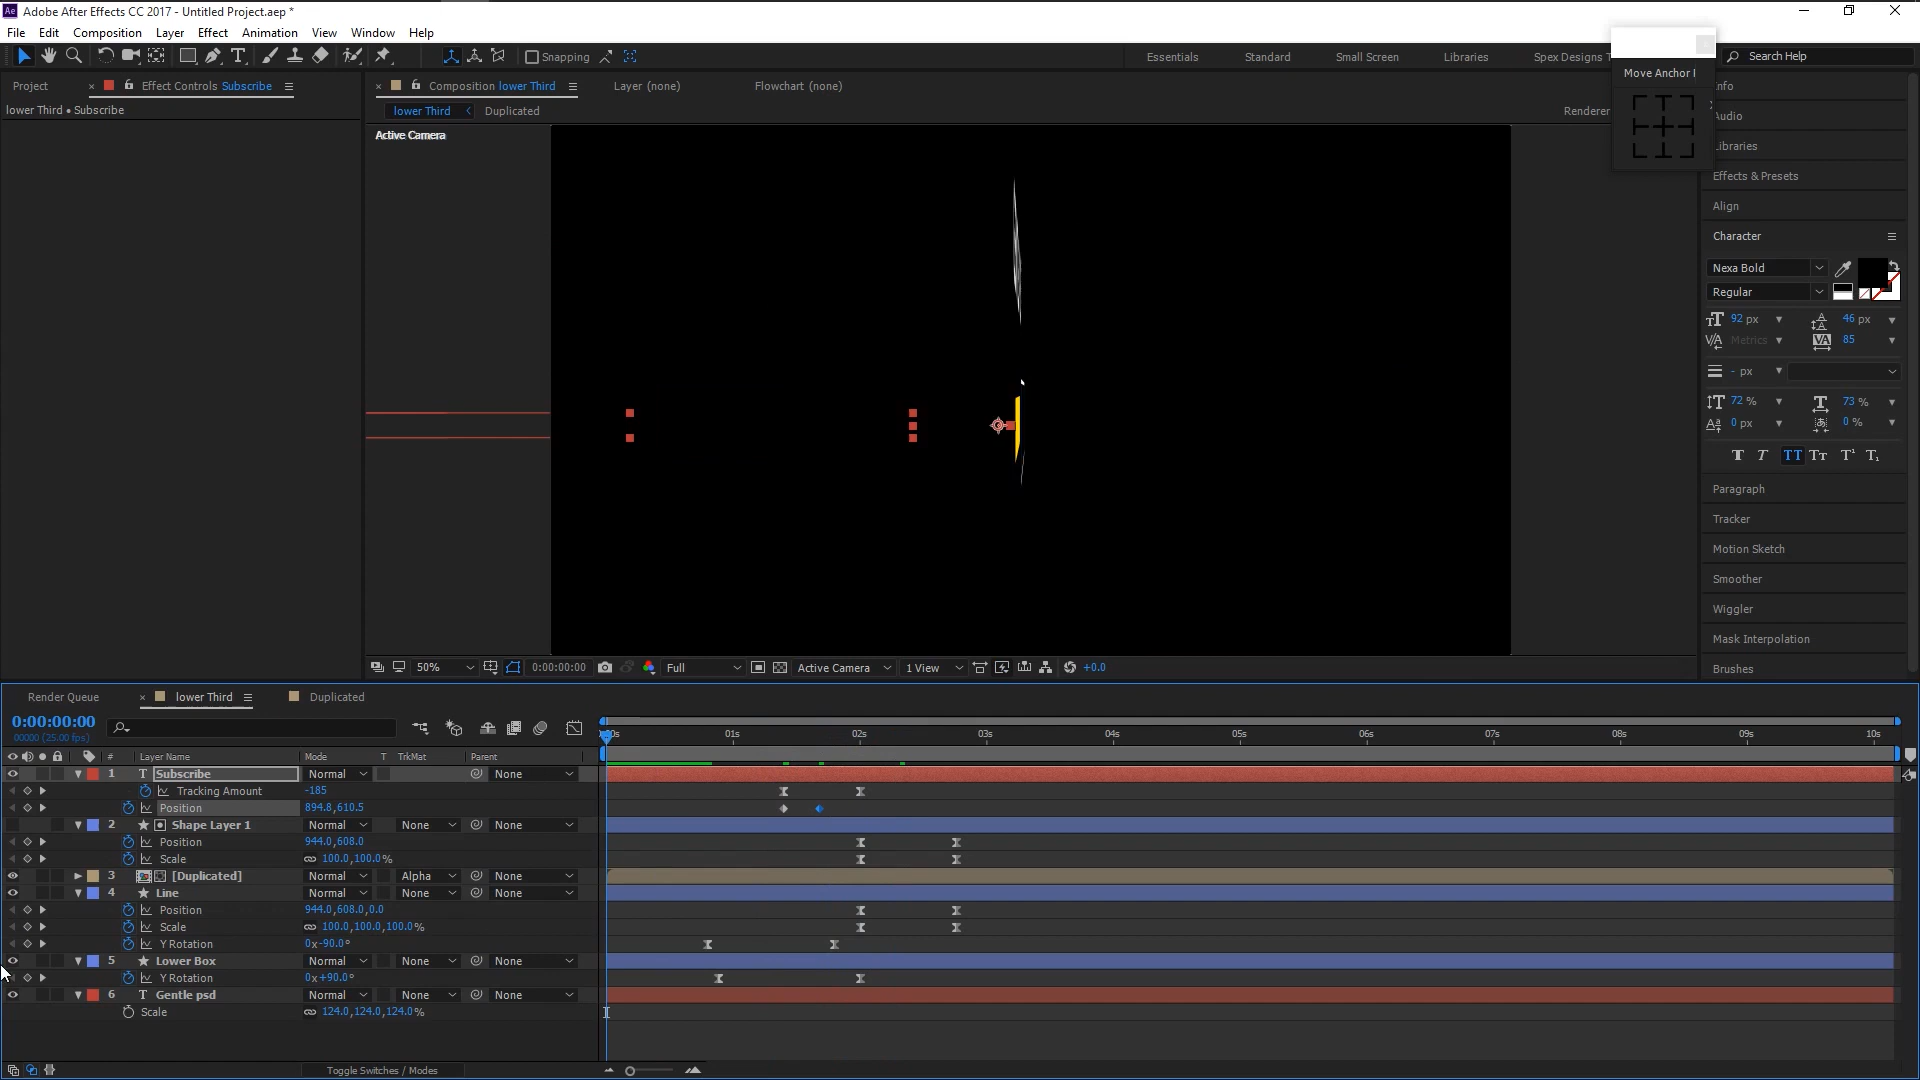 Adobe After Effects CC 2017 - Untitled Project.aep *
File Edit Composition Layer Effect Animation View Window Help
Snapping
Essentials Standard Small Screen Libraries Spex Designs T
Search Help
Move Anchor I
Project
Effect Controls Subscribe
Composition lower Third
Layer (none)
Flowchart (none)
lower Third • Subscribe
lower Third
Duplicated
Renderer
Active Camera
nfo
Audio
Libraries
Effects & Presets
Align
Character
Nexa Bold
Regular
92 px
46 px
Metrics
85
- px
72 %
73 %
0 px
0 %
T T TT Tт T¹ T₁
Paragraph
Tracker
Motion Sketch
Smoother
Wiggler
Mask Interpolation
Brushes
50%
0:00:00:00
Full
Active Camera
1 View
+0.0
Render Queue
lower Third
Duplicated
0:00:00:00
00000 (25.00 fps)
01s 02s 03s 04s 05s 06s 07s 08s 09s 10s
# Layer Name Mode T TrkMat Parent
1 T Subscribe Normal None
Tracking Amount -185
Position 894.8,610.5
2 Shape Layer 1 Normal None None
Position 944.0,608.0
Scale 100.0,100.0%
3 [Duplicated] Normal Alpha None
4 Line Normal None None
Position 944.0,608.0,0.0
Scale 100.0,100.0,100.0%
Y Rotation 0x-90.0°
5 Lower Box Normal None None
Y Rotation 0x+90.0°
6 T Gentle psd Normal None None
Scale 124.0,124.0,124.0%
Toggle Switches / Modes